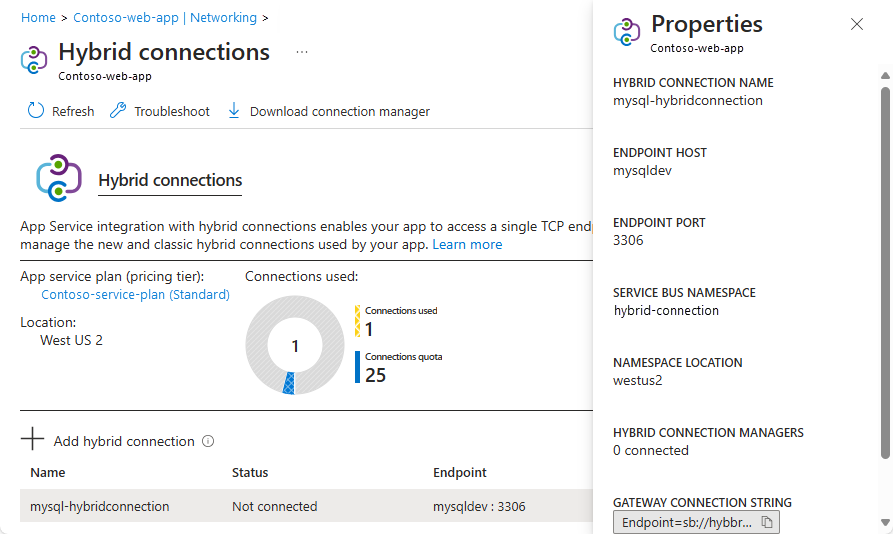 Home > Contoso-web-app | Networking >
Hybrid connections ...
Contoso-web-app
Refresh Troubleshoot Download connection manager
Hybrid connections
App Service integration with hybrid connections enables your app to access a single TCP endp
manage the new and classic hybrid connections used by your app. Learn more
App service plan (pricing tier):
Contoso-service-plan (Standard)
Location:
West US 2
Connections used:
1
Connections used
1
Connections quota
25
Add hybrid connection
Name Status Endpoint
mysql-hybridconnection Not connected mysqldev : 3306
Properties
Contoso-web-app
HYBRID CONNECTION NAME
mysql-hybridconnection
ENDPOINT HOST
mysqldev
ENDPOINT PORT
3306
SERVICE BUS NAMESPACE
hybrid-connection
NAMESPACE LOCATION
westus2
HYBRID CONNECTION MANAGERS
0 connected
GATEWAY CONNECTION STRING
Endpoint=sb://hybbr...